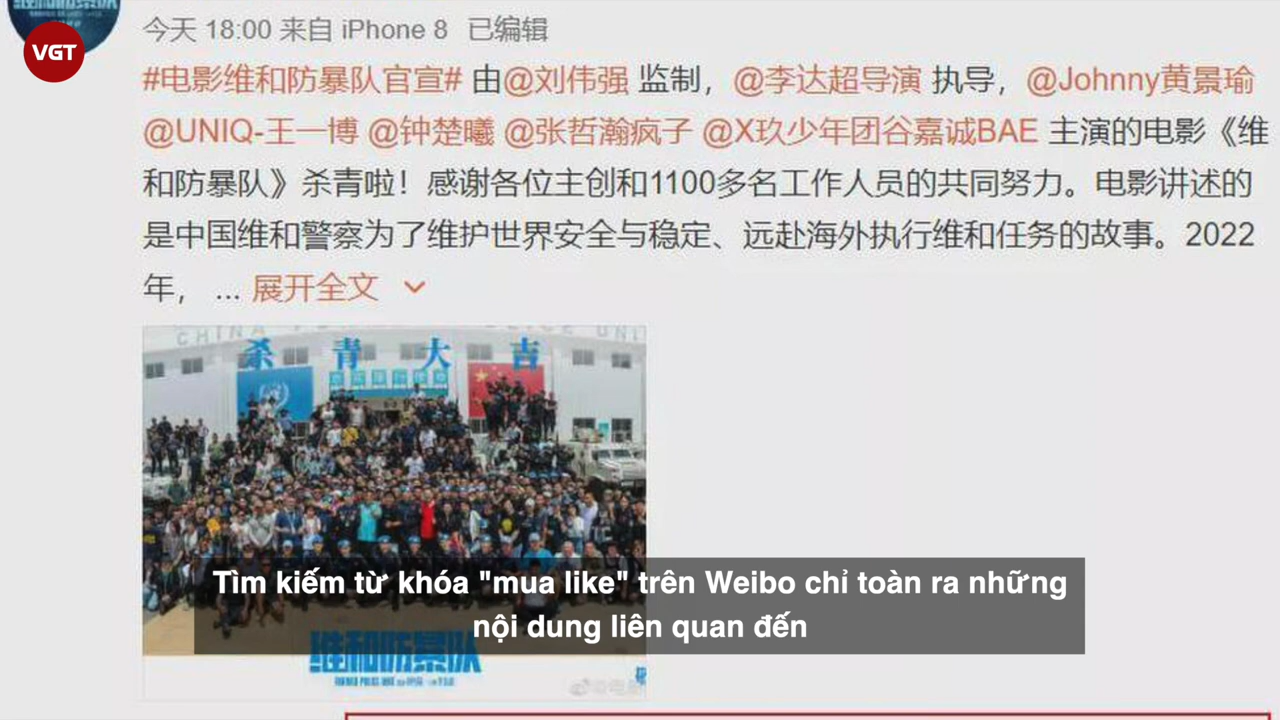 VGT
今天 18:00 来自 iPhone 8 已编辑
#电影维和防暴队官宣# 由@刘伟强 监制，@李达超导演 执导，@Johnny黄景瑜
@UNIQ-王一博 @钟楚曦 @张哲瀚疯子 @X玖少年团谷嘉诚BAE 主演的电影《维
和防暴队》杀青啦！感谢各位主创和1100多名工作人员的共同努力。电影讲述的
是中国维和警察为了维护世界安全与稳定、远赴海外执行维和任务的故事。2022
年， ... 展开全文
CHINA
杀青大吉
Tìm kiếm từ khóa "mua like" trên Weibo chỉ toàn ra những
nội dung liên quan đến
维和防暴队